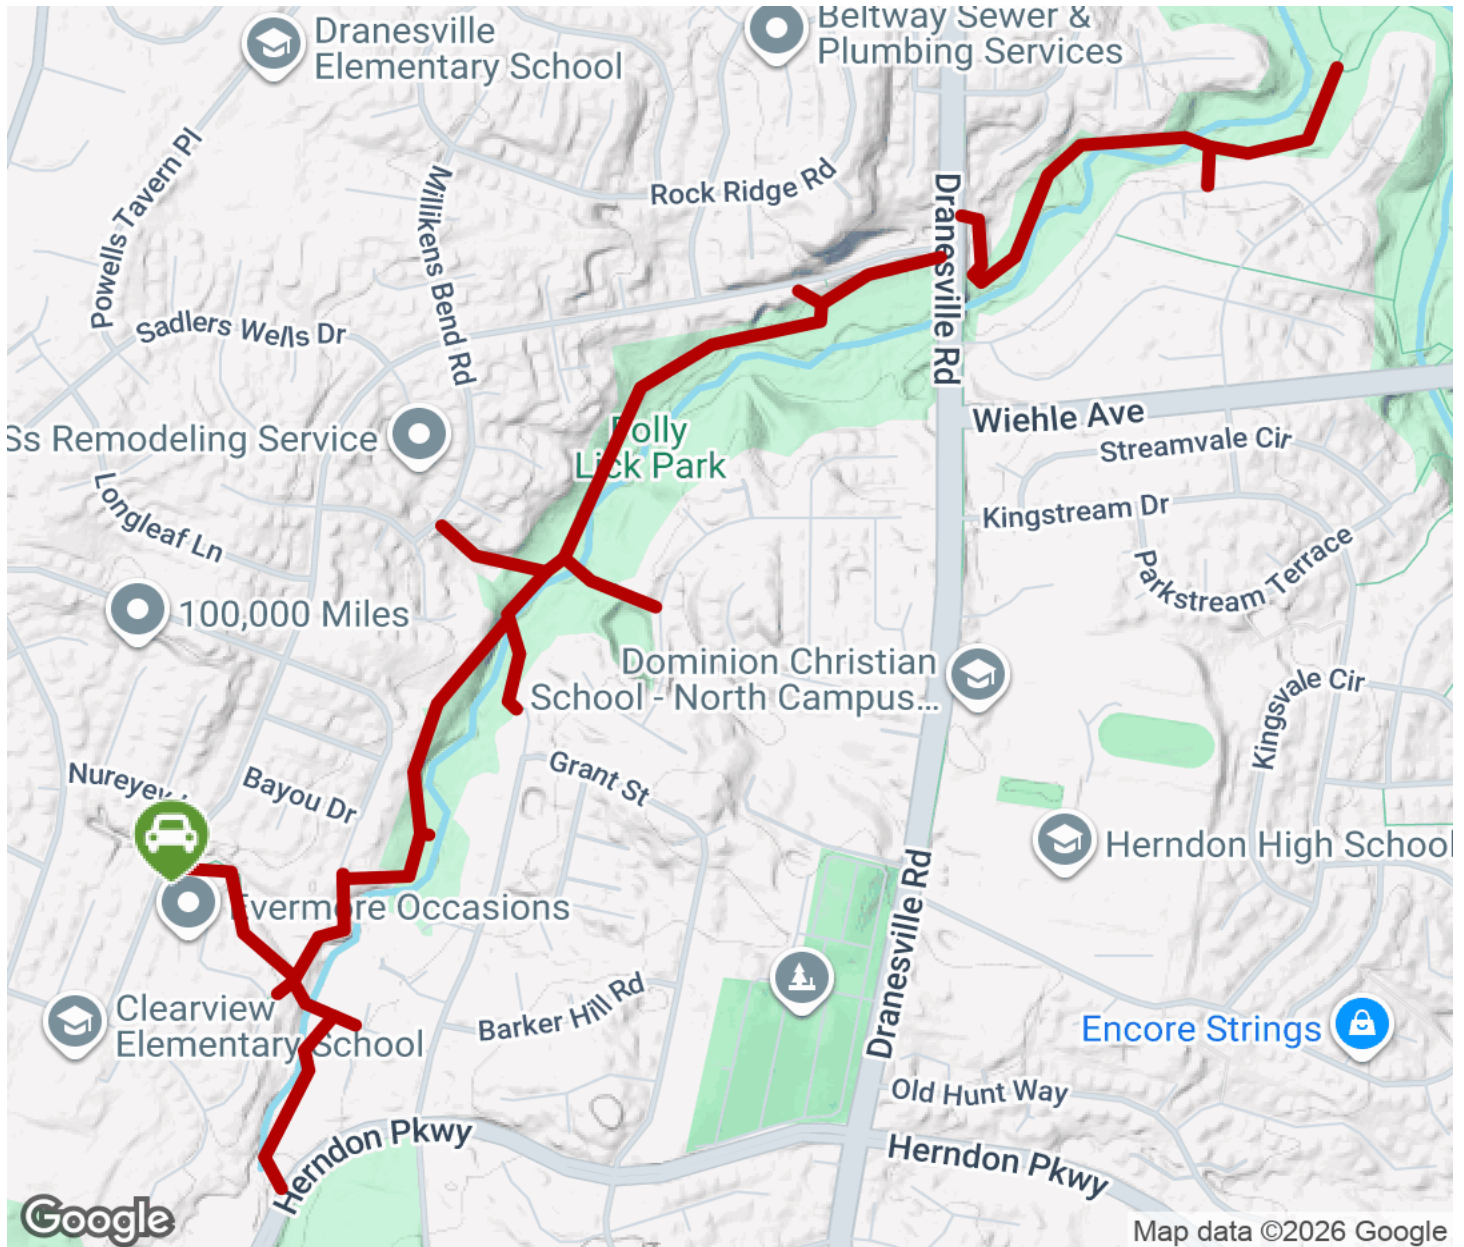 Dranesville
Elementary School
Beltway Sewer &
Plumbing Services
Powells Tavern Pl
Millikens Bend Rd
Rock Ridge Rd
Dranesville Rd
Sadlers Wells Dr
Wiehle Ave
Streamvale Cir
Ss Remodeling Service
Folly
Lick Park
Longleaf Ln
Kingstream Dr
Parkstream Terrace
100,000 Miles
Dominion Christian
School - North Campus...
Kingsvale Cir
Nureyev
Bayou Dr
Grant St
Herndon High School
Dranesville Rd
Evermore Occasions
Clearview
Elementary School
Barker Hill Rd
Encore Strings
Old Hunt Way
Herndon Pkwy
Herndon Pkwy
Google
Map data ©2026 Google